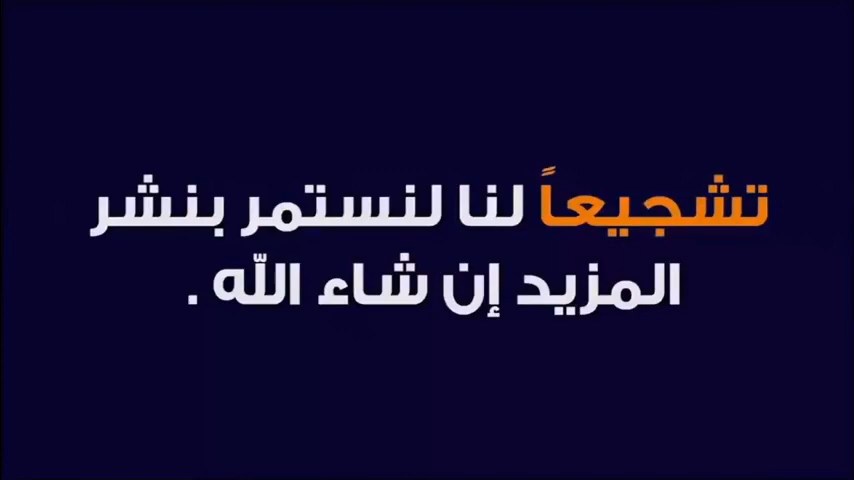 تشجيعاً لنا لنستمر بنشر
المزيد إن شاء الله .